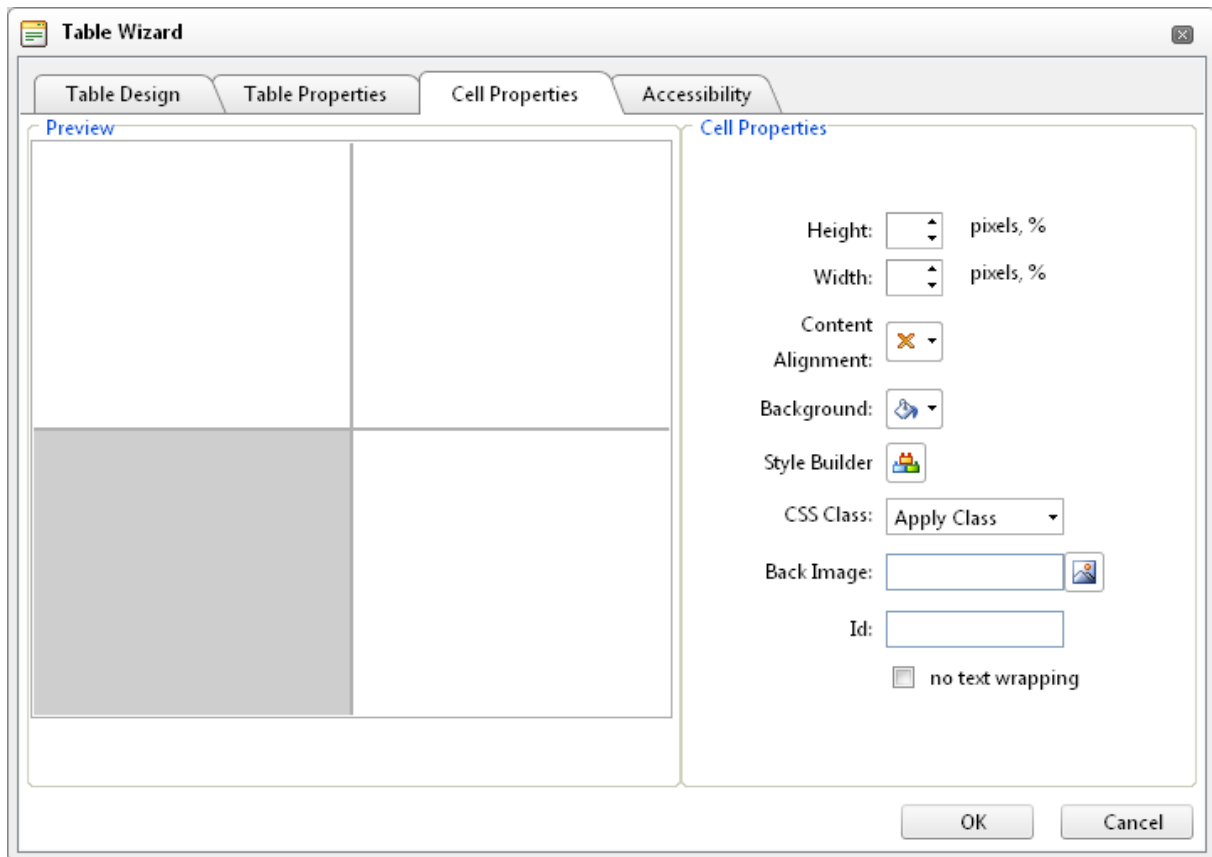 Table Wizard
Table Design
Table Properties
Cell Properties
Accessibility
Preview
Cell Properties
Height:
pixels, %
Width:
pixels, %
Content
Alignment:
Background:
Style Builder
CSS Class:
Apply Class
Back Image:
Id:
no text wrapping
OK
Cancel